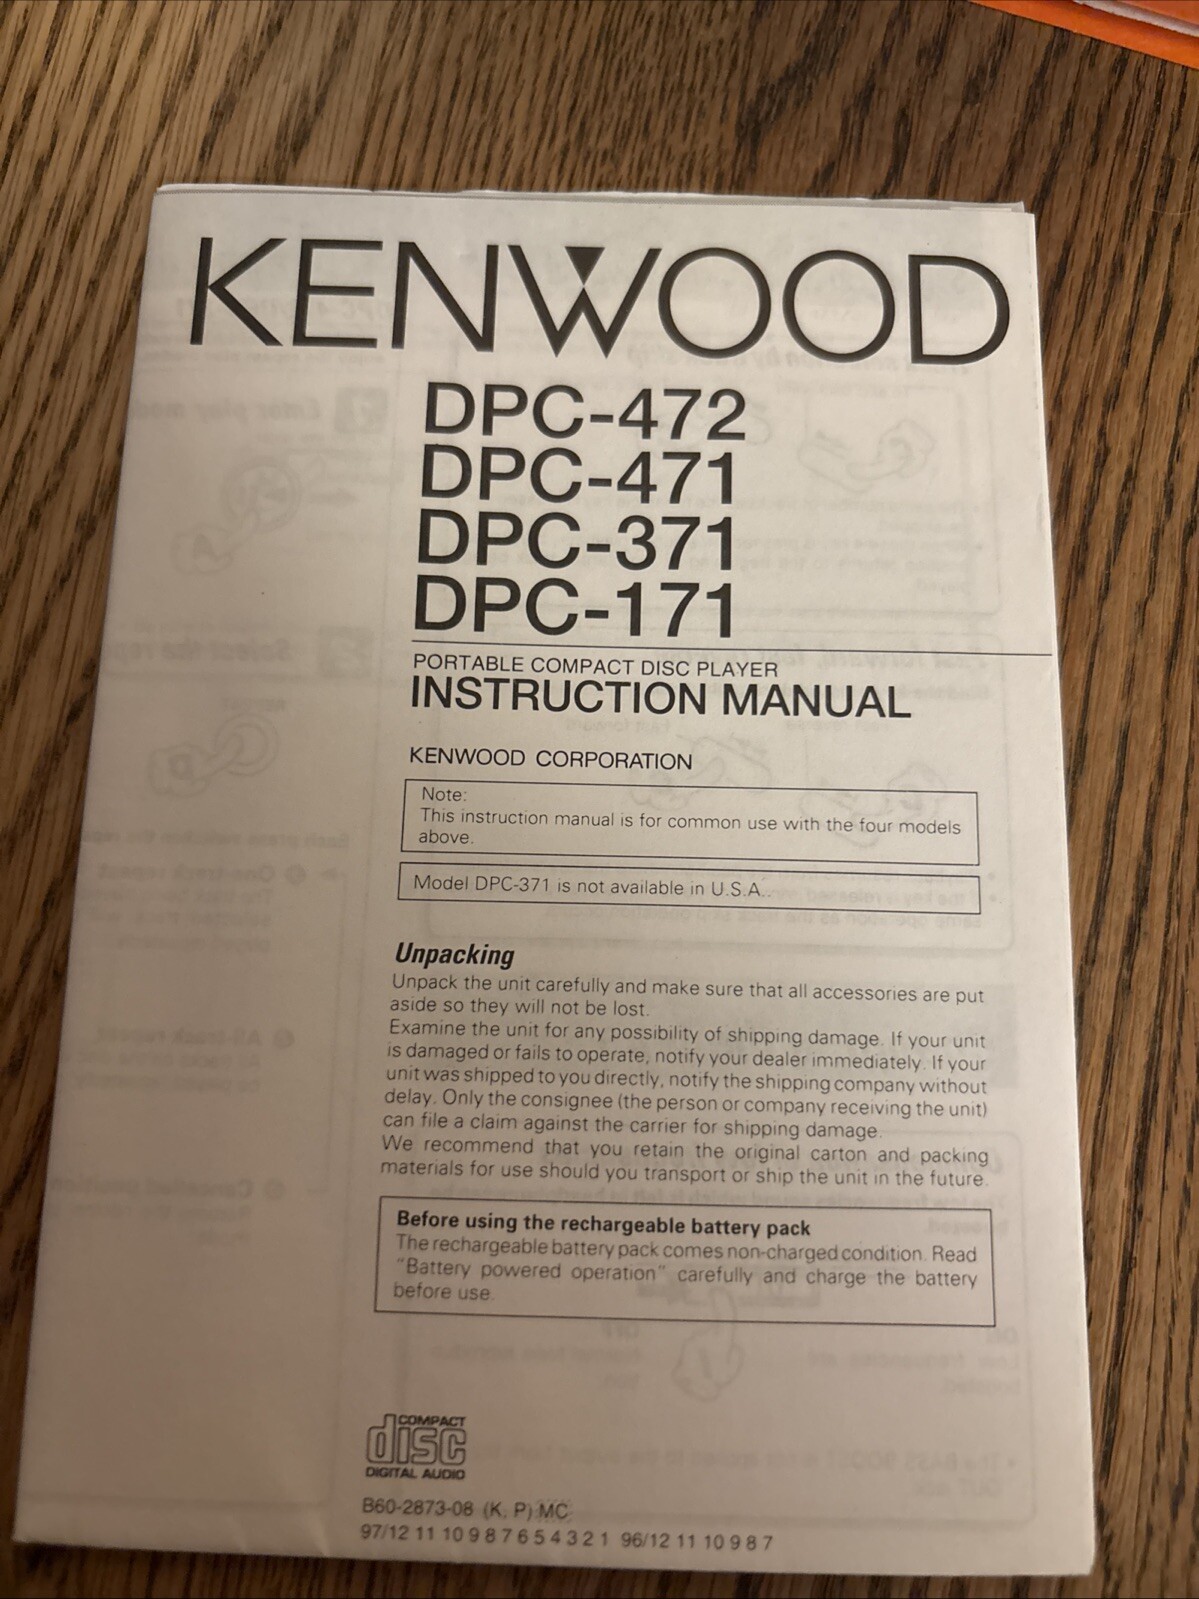 KENWOOD
DPC-472
DPC-471
DPC-371
DPC-171
PORTABLE COMPACT DISC PLAYER
INSTRUCTION MANUAL
KENWOOD CORPORATION
Note:
This instruction manual is for common use with the four models
above.
Model DPC-371 is not available in U.S.A..
Unpacking
Unpack the unit carefully and make sure that all accessories are put
aside so they will not be lost.
Examine the unit for any possibility of shipping damage. If your unit
is damaged or fails to operate, notify your dealer immediately. If your
unit was shipped to you directly, notify the shipping company without
delay. Only the consignee (the person or company receiving the unit)
can file a claim against the carrier for shipping damage.
We recommend that you retain the original carton and packing
materials for use should you transport or ship the unit in the future.
Before using the rechargeable battery pack
The rechargeable battery pack comes non-charged condition. Read
"Battery powered operation" carefully and charge the battery
before use.
COMPACT
disc
DIGITAL AUDIO
B60-2873-08 (K, P) MC
97/12 11 10 9 8 7 6 5 4 3 2 1 96/12 11 10 9 8 7